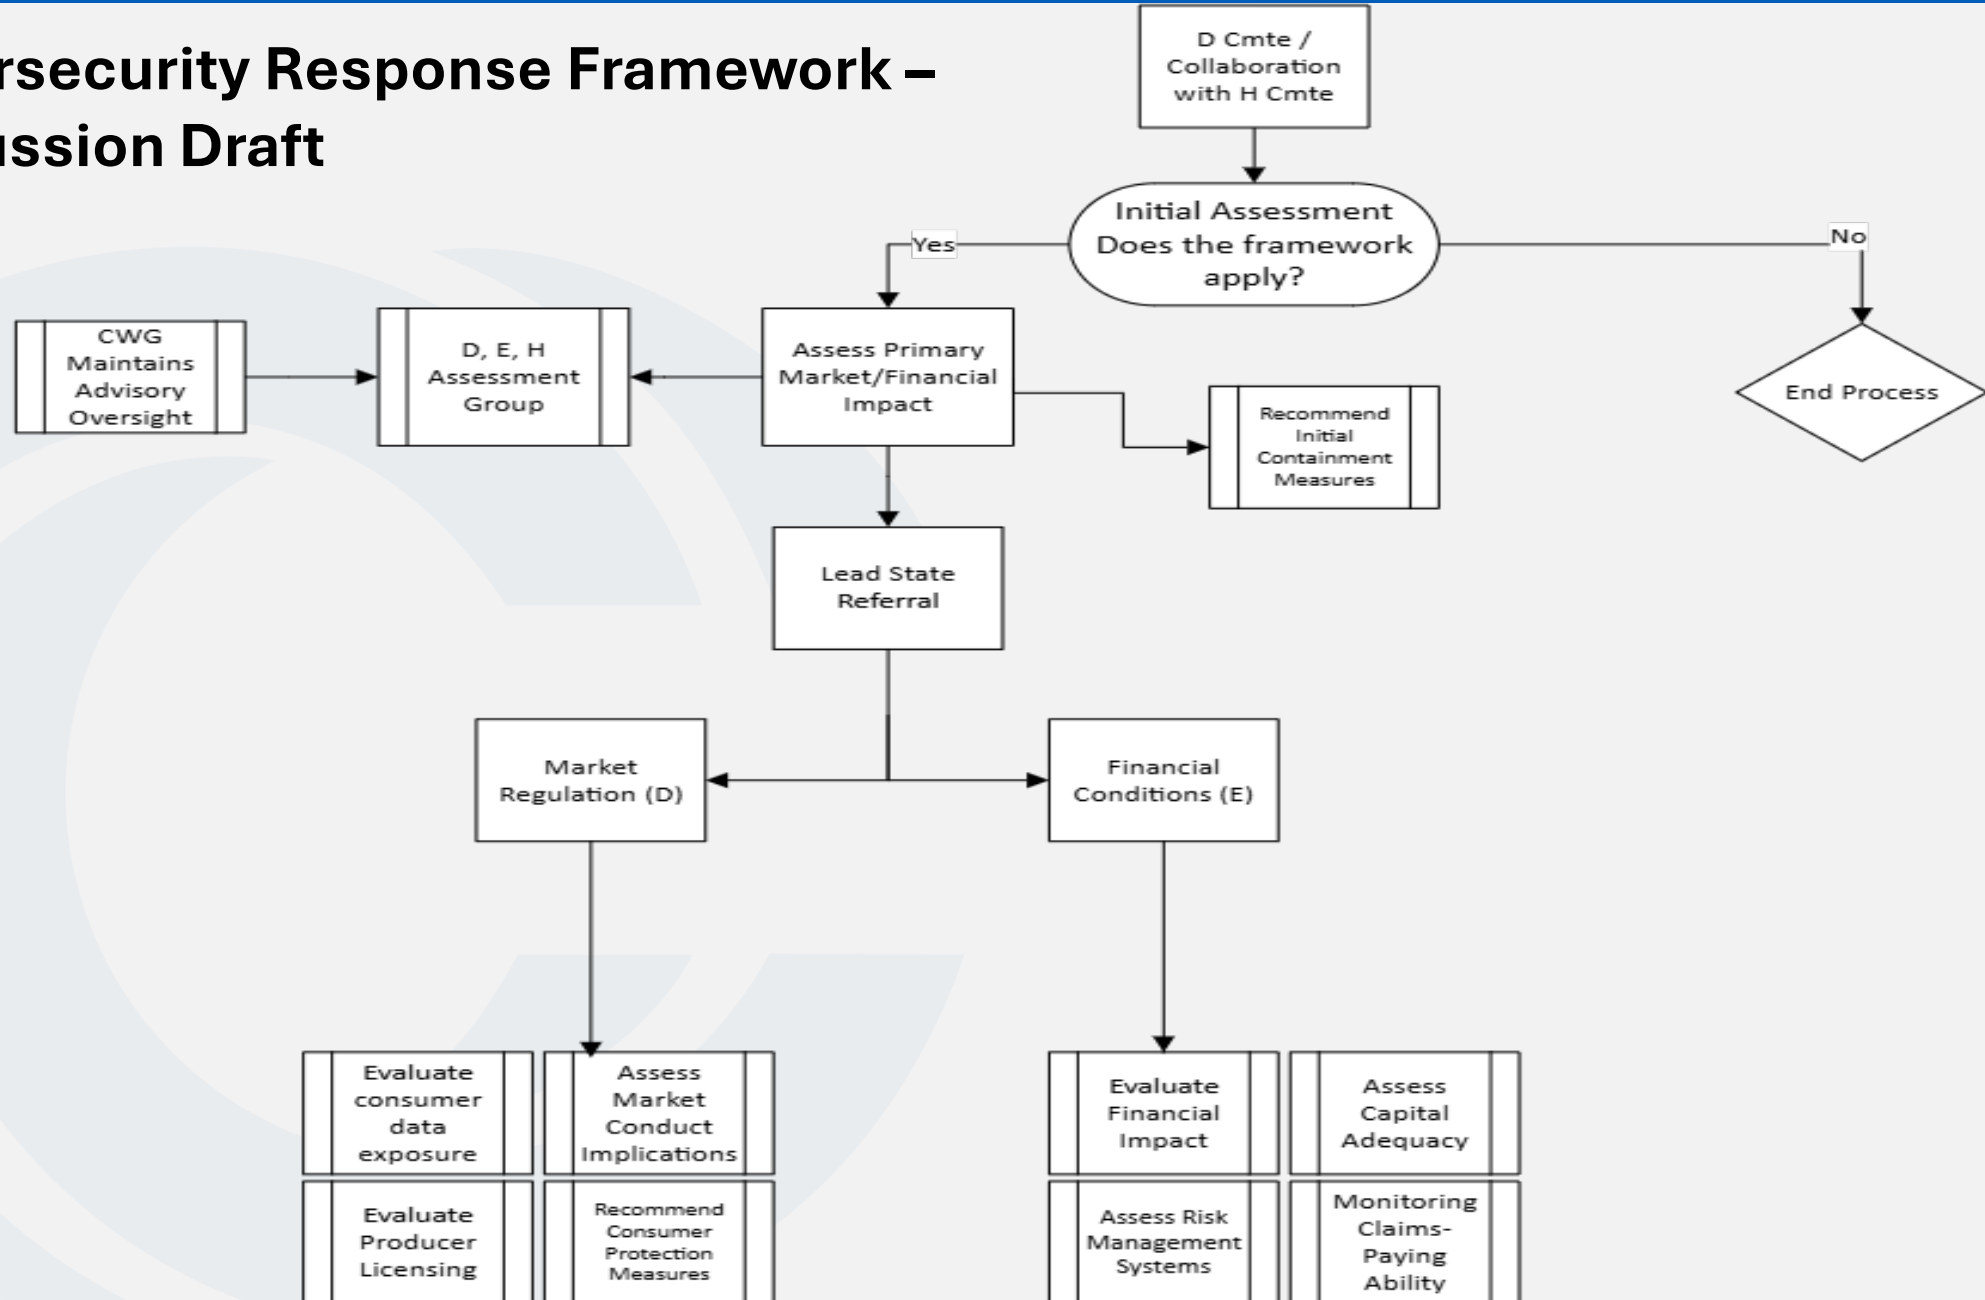 rsecurity Response Framework –
ussion Draft
D Cmte /
Collaboration
with H Cmte
Initial Assessment
Does the framework
apply?
Yes
No
CWG
Maintains
Advisory
Oversight
D, E, H
Assessment
Group
Assess Primary
Market/Financial
Impact
Recommend
Initial
Containment
Measures
End Process
Lead State
Referral
Market
Regulation (D)
Financial
Conditions (E)
Evaluate
consumer
data
exposure
Assess
Market
Conduct
Implications
Evaluate
Financial
Impact
Assess
Capital
Adequacy
Evaluate
Producer
Licensing
Recommend
Consumer
Protection
Measures
Assess Risk
Management
Systems
Monitoring
Claims-
Paying
Ability